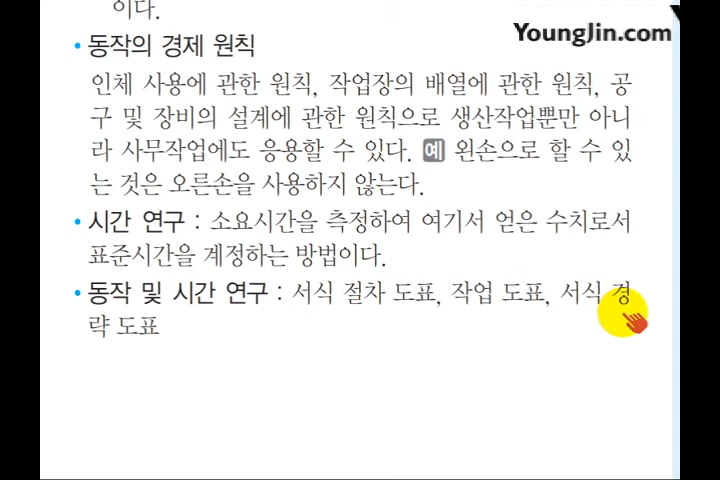 이다.
YoungJin.com
• 동작의 경제 원칙
인체 사용에 관한 원칙, 작업장의 배열에 관한 원칙, 공
구 및 장비의 설계에 관한 원칙으로 생산작업뿐만 아니
라 사무작업에도 응용할 수 있다. 예 왼손으로 할 수 있
는 것은 오른손을 사용하지 않는다.
• 시간 연구 : 소요시간을 측정하여 여기서 얻은 수치로서
표준시간을 계정하는 방법이다.
• 동작 및 시간 연구 : 서식 절차 도표, 작업 도표, 서식 경
략 도표